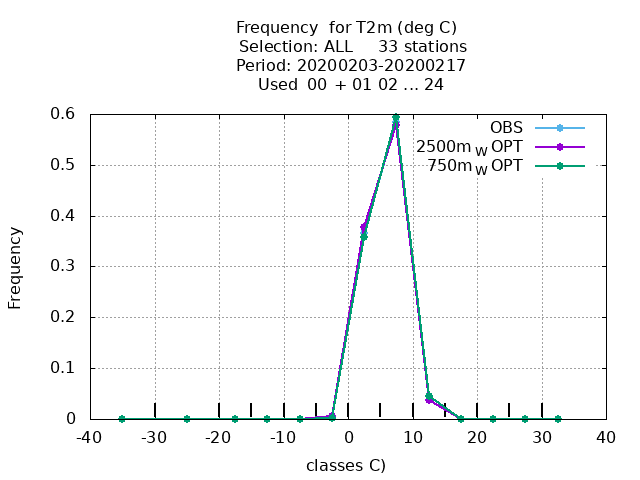 Frequency  for T2m (deg C)
Selection: ALL     33 stations
Period: 20200203-20200217
Used  00  + 01 02 ... 24
OBS
2500m W OPT
750m W OPT
Frequency
0.6
0.5
0.4
0.3
0.2
0.1
0
-40 -30 -20 -10 0 10 20 30 40
classes C)